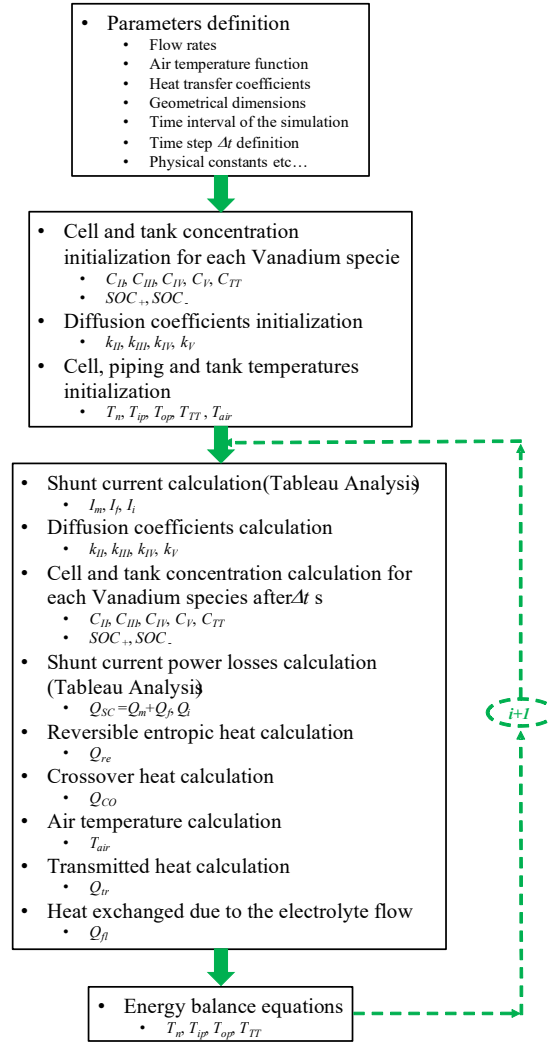 • Parameters definition
• Flow rates
• Air temperature function
• Heat transfer coefficients
• Geometrical dimensions
• Time interval of the simulation
• Time step Δt definition
• Physical constants etc…
• Cell and tank concentration
initialization for each Vanadium specie
• C_II, C_III, C_IV, C_V, C_TT
• SOC_+, SOC_-
• Diffusion coefficients initialization
• k_II, k_III, k_IV, k_V
• Cell, piping and tank temperatures
initialization
• T_n, T_ip, T_op, T_TT , T_air
• Shunt current calculation(Tableau Analysis)
• I_m, I_f, I_i
• Diffusion coefficients calculation
• k_II, k_III, k_IV, k_V
• Cell and tank concentration calculation for
each Vanadium species after Δt s
• C_II, C_III, C_IV, C_V, C_TT
• SOC_+, SOC_-
• Shunt current power losses calculation
(Tableau Analysis)
• Q_SC=Q_m+Q_f, Q_i
• Reversible entropic heat calculation
• Q_re
• Crossover heat calculation
• Q_CO
• Air temperature calculation
• T_air
• Transmitted heat calculation
• Q_tr
• Heat exchanged due to the electrolyte flow
• Q_fl
i+1
• Energy balance equations
• T_n, T_ip, T_op, T_TT